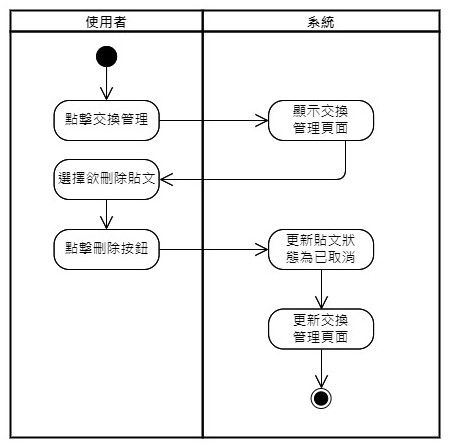 使用者
系統
點擊交換管理
顯示交換
管理頁面
選擇欲刪除貼文
點擊刪除按鈕
更新貼文狀
態為已取消
更新交換
管理頁面